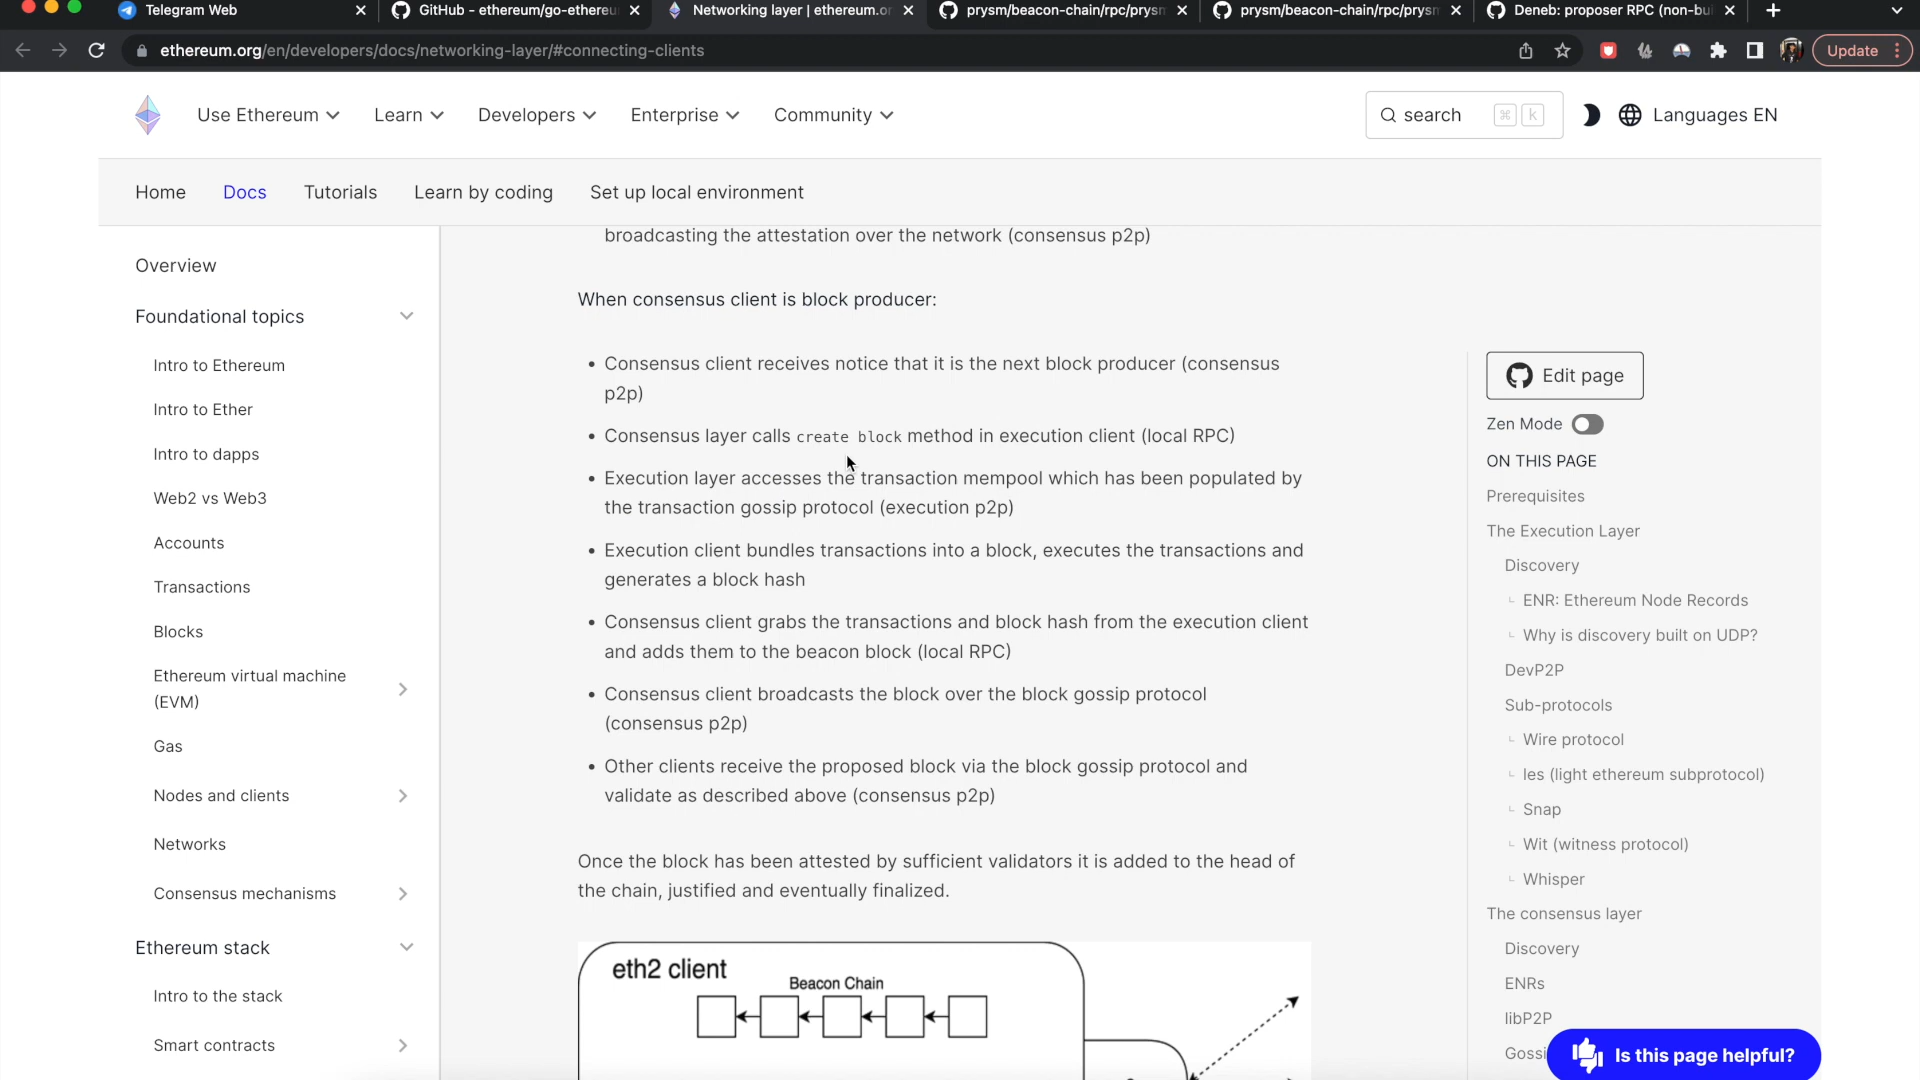 Telegram Web
GitHub - ethereum/go-ethereu
Networking layer | ethereum.or
prysm/beacon-chain/rpc/prysm
prysm/beacon-chain/rpc/prysm
Deneb: proposer RPC (non-bui
ethereum.org/en/developers/docs/networking-layer/#connecting-clients
Update
Use Ethereum
Learn
Developers
Enterprise
Community
search
⌘ k
Languages EN
Home
Docs
Tutorials
Learn by coding
Set up local environment
Overview
Foundational topics
Intro to Ethereum
Intro to Ether
Intro to dapps
Web2 vs Web3
Accounts
Transactions
Blocks
Ethereum virtual machine
(EVM)
Gas
Nodes and clients
Networks
Consensus mechanisms
Ethereum stack
Intro to the stack
Smart contracts
broadcasting the attestation over the network (consensus p2p)
When consensus client is block producer:
• Consensus client receives notice that it is the next block producer (consensus
p2p)
• Consensus layer calls create block method in execution client (local RPC)
• Execution layer accesses the transaction mempool which has been populated by
the transaction gossip protocol (execution p2p)
• Execution client bundles transactions into a block, executes the transactions and
generates a block hash
• Consensus client grabs the transactions and block hash from the execution client
and adds them to the beacon block (local RPC)
• Consensus client broadcasts the block over the block gossip protocol
(consensus p2p)
• Other clients receive the proposed block via the block gossip protocol and
validate as described above (consensus p2p)
Once the block has been attested by sufficient validators it is added to the head of
the chain, justified and eventually finalized.
eth2 client
Beacon Chain
Edit page
Zen Mode
ON THIS PAGE
Prerequisites
The Execution Layer
Discovery
ENR: Ethereum Node Records
Why is discovery built on UDP?
DevP2P
Sub-protocols
Wire protocol
les (light ethereum subprotocol)
Snap
Wit (witness protocol)
Whisper
The consensus layer
Discovery
ENRs
libP2P
Gossi
Is this page helpful?